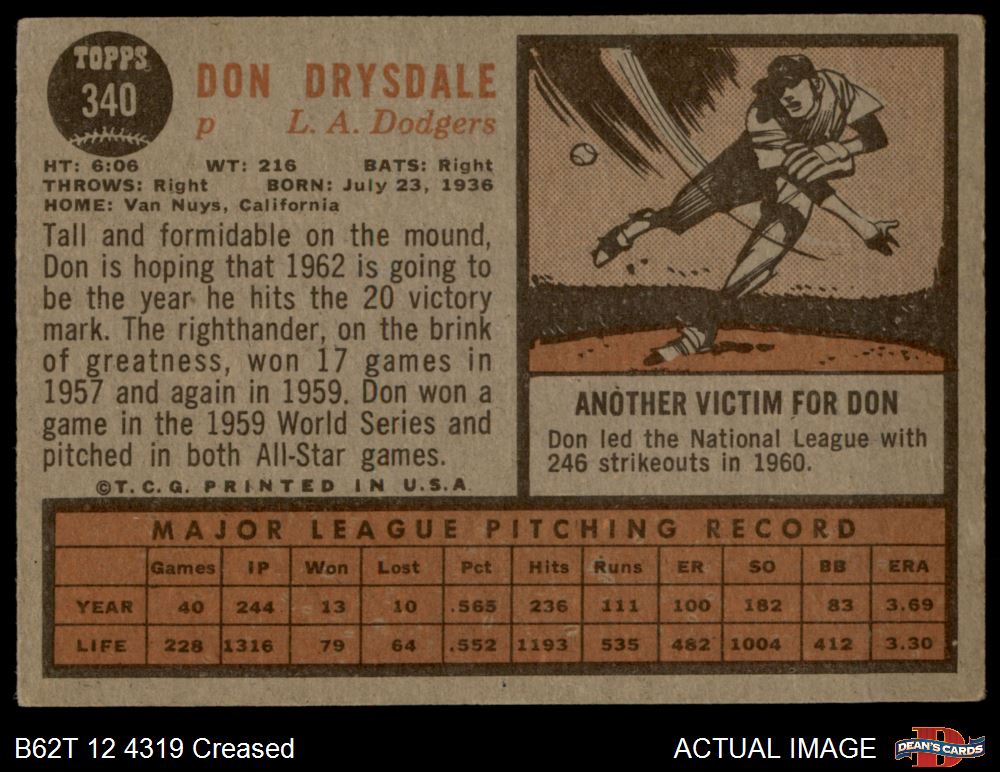 TOPPS
340
DON DRYSDALE
p L. A. Dodgers
HT: 6:06 WT: 216 BATS: Right
THROWS: Right BORN: July 23, 1936
HOME: Van Nuys, California
Tall and formidable on the mound,
Don is hoping that 1962 is going to
be the year he hits the 20 victory
mark. The righthander, on the brink
of greatness, won 17 games in
1957 and again in 1959. Don won a
game in the 1959 World Series and
pitched in both All-Star games.
©T. C. G. PRINTED IN U.S.A.
ANOTHER VICTIM FOR DON
Don led the National League with
246 strikeouts in 1960.
MAJOR LEAGUE PITCHING RECORD
Games IP Won Lost Pct Hits Runs ER SO BB ERA
YEAR 40 244 13 10 .565 236 111 100 182 83 3.69
LIFE 228 1316 79 64 .552 1193 535 482 1004 412 3.30
B62T 12 4319 Creased
ACTUAL IMAGE
DEAN'S CARDS